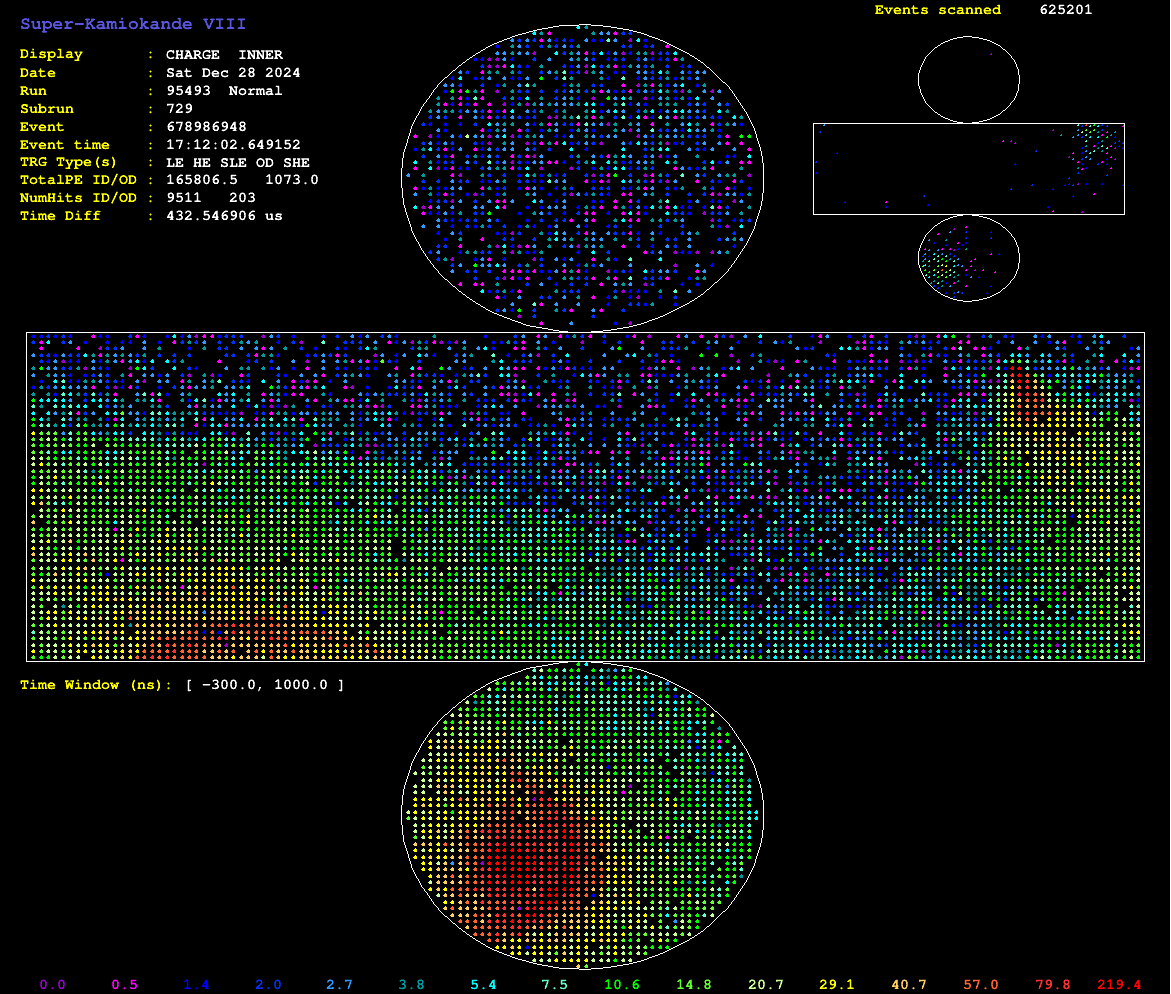 Super-Kamiokande VIII
Display : CHARGE INNER
Date : Sat Dec 28 2024
Run : 95493 Normal
Subrun : 729
Event : 678986948
Event time : 17:12:02.649152
TRG Type(s) : LE HE SLE OD SHE
TotalPE ID/OD : 165806.5 1073.0
NumHits ID/OD : 9511 203
Time Diff : 432.546906 us
Events scanned 625201
Time Window (ns): [ −300.0, 1000.0 ]
0.0 0.5 1.4 2.0 2.7 3.8 5.4 7.5 10.6 14.8 20.7 29.1 40.7 57.0 79.8 219.4